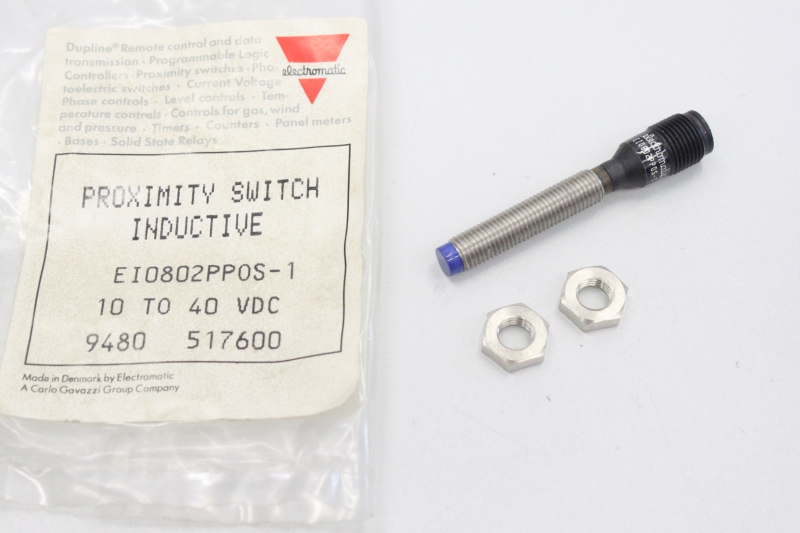 Dupline® Remote control and data
transmission · Programmable Logic
Controllers · Proximity switches · Pho-
toelectric switches · Current Voltage
Phase controls · Level controls · Tem-
perature controls · Controls for gas, wind
and pressure · Timers · Counters · Panel meters
· Bases · Solid State Relays
electromatic
PROXIMITY SWITCH
INDUCTIVE
EI0802PPOS-1
10 TO 40 VDC
9480 517600
Made in Denmark by Electromatic
A Carlo Gavazzi Group Company
electromatic
EI0802PPOS-1